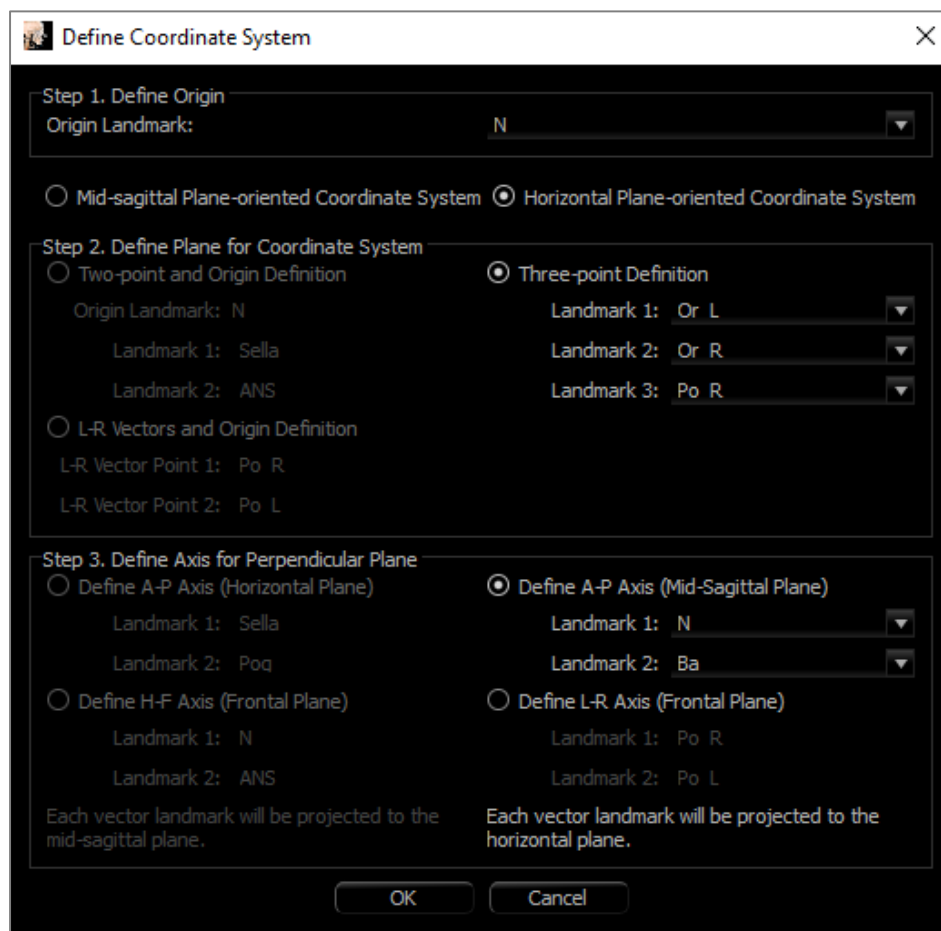 Define Coordinate System
Step 1. Define Origin
Origin Landmark: N
Mid-sagittal Plane-oriented Coordinate System Horizontal Plane-oriented Coordinate System
Step 2. Define Plane for Coordinate System
Two-point and Origin Definition Three-point Definition
Origin Landmark: N Landmark 1: Or L
Landmark 1: Sella Landmark 2: Or R
Landmark 2: ANS Landmark 3: Po R
L-R Vectors and Origin Definition
L-R Vector Point 1: Po R
L-R Vector Point 2: Po L
Step 3. Define Axis for Perpendicular Plane
Define A-P Axis (Horizontal Plane) Define A-P Axis (Mid-Sagittal Plane)
Landmark 1: Sella Landmark 1: N
Landmark 2: Pog Landmark 2: Ba
Define H-F Axis (Frontal Plane) Define L-R Axis (Frontal Plane)
Landmark 1: N Landmark 1: Po R
Landmark 2: ANS Landmark 2: Po L
Each vector landmark will be projected to the Each vector landmark will be projected to the
mid-sagittal plane. horizontal plane.
OK Cancel